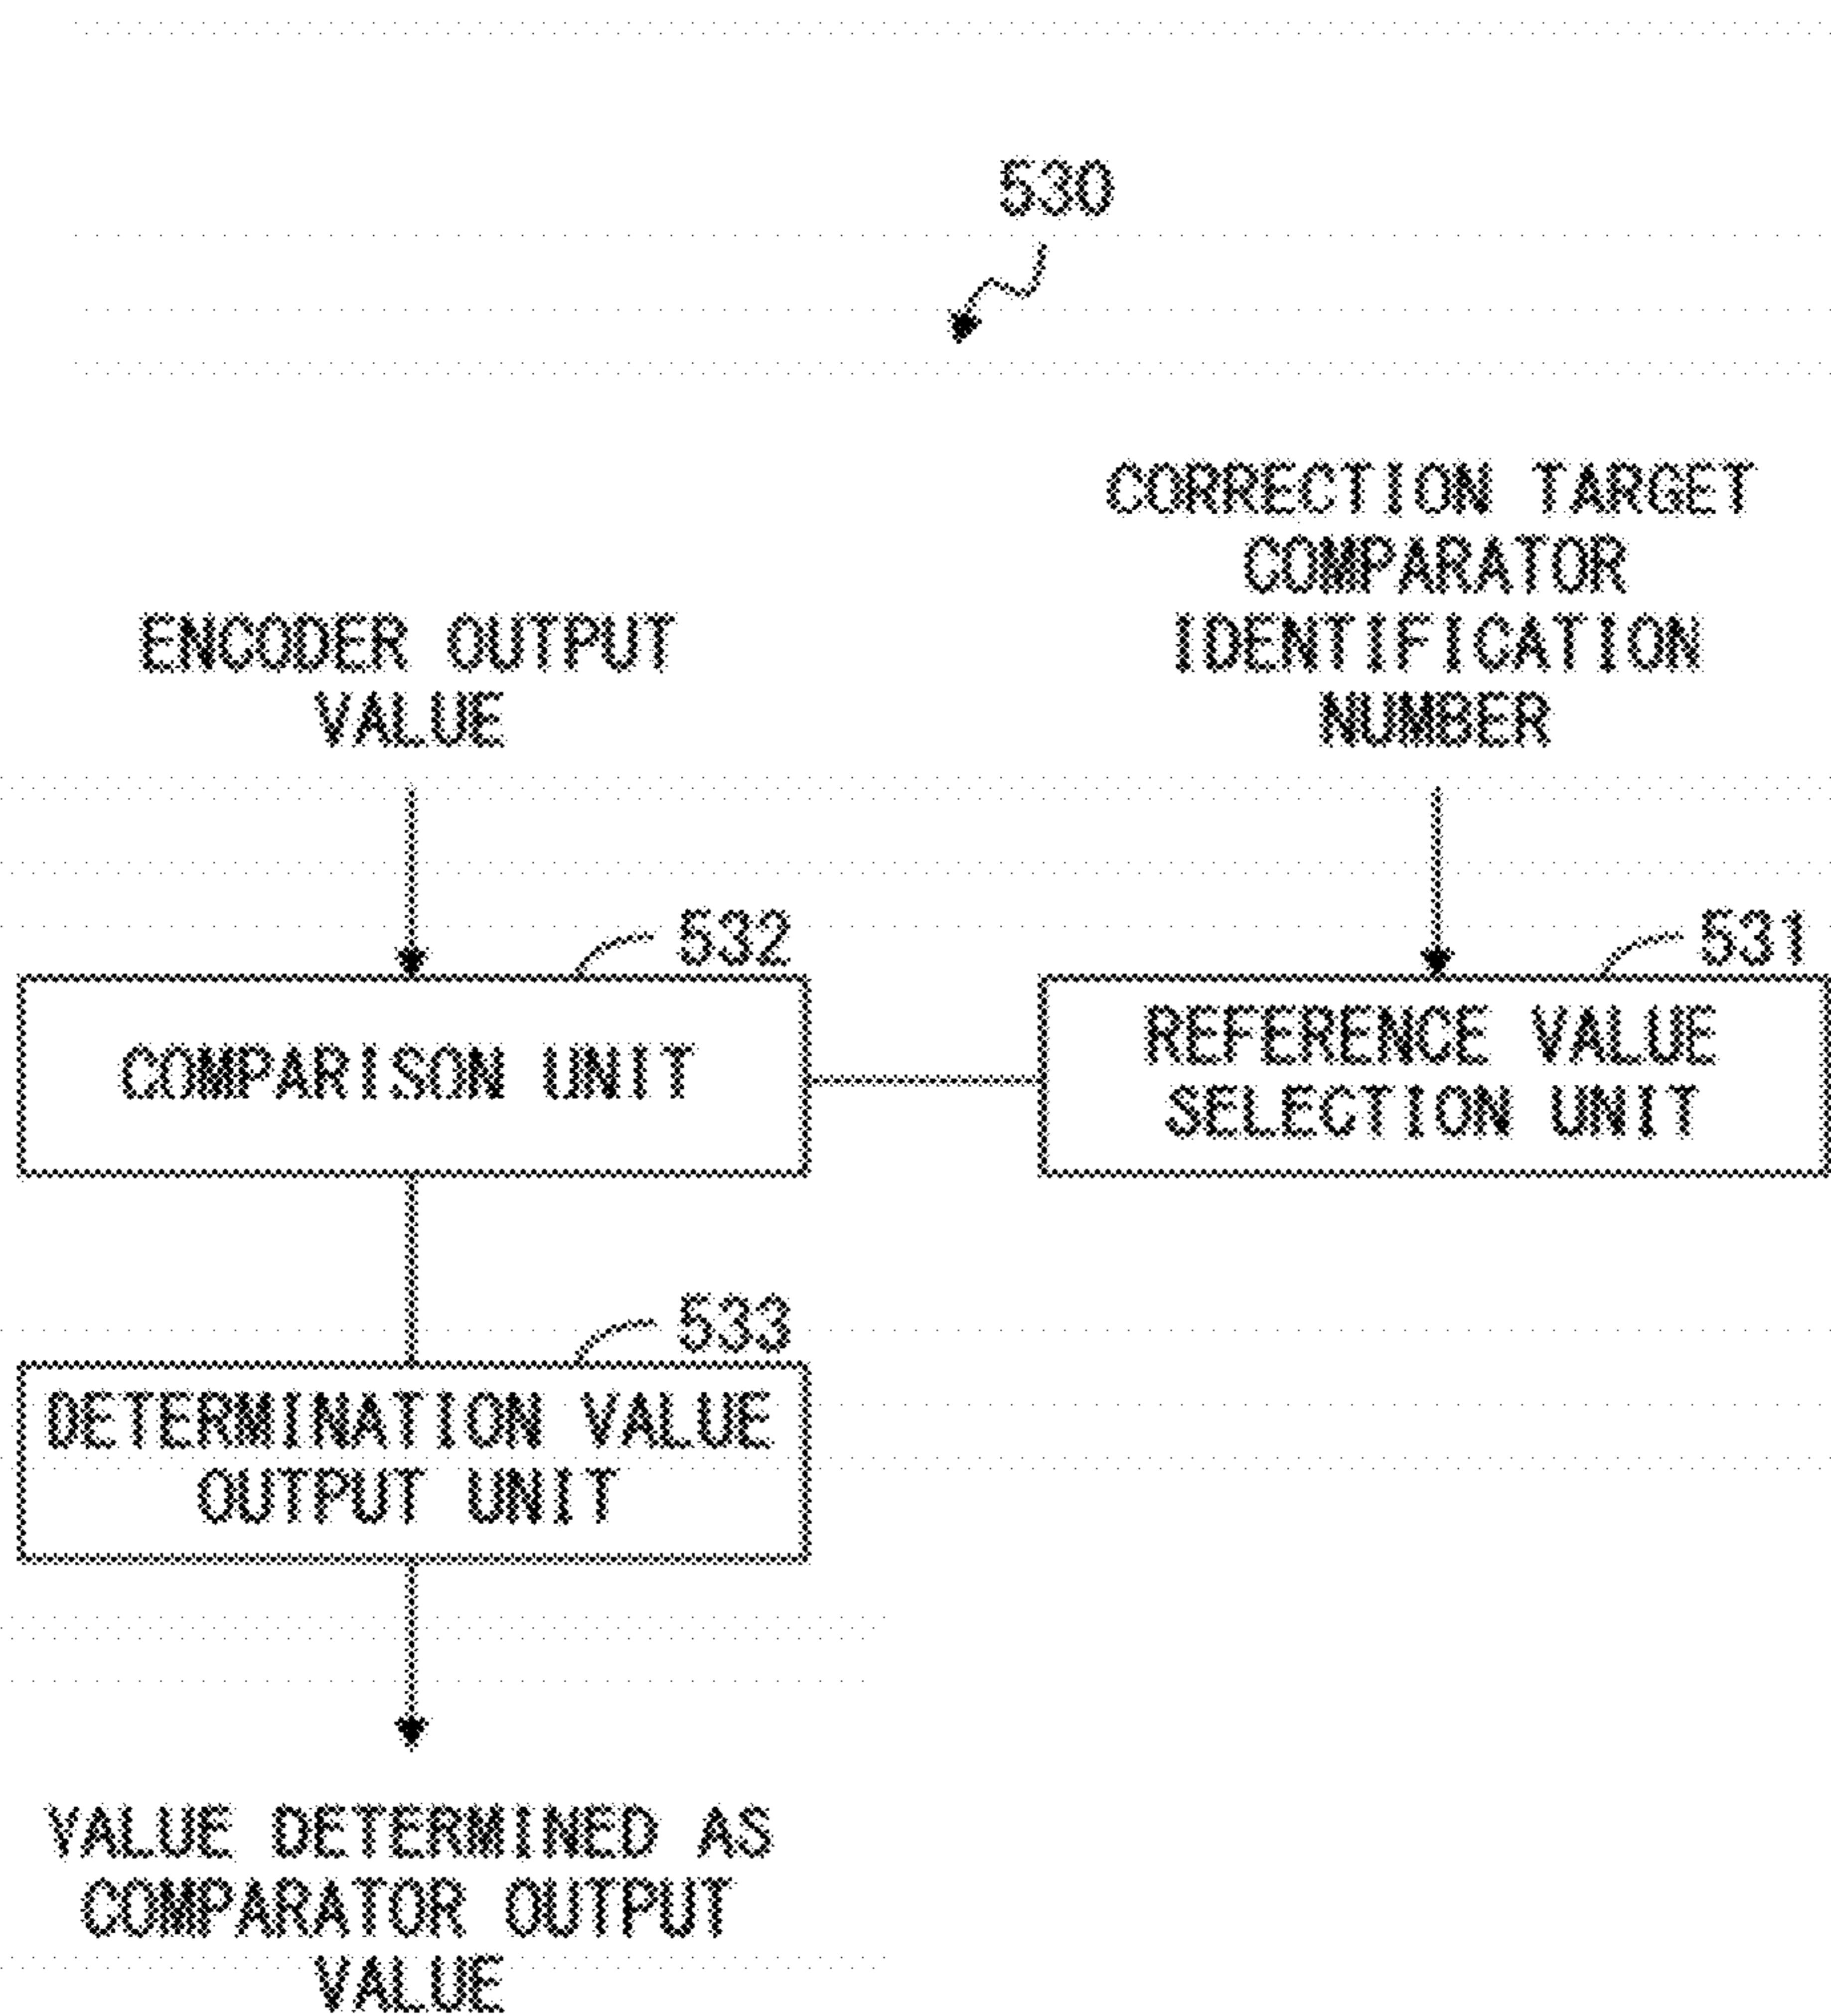 530
CORRECTION TARGET
COMPARATOR
IDENTIFICATION
NUMBER
ENCODER OUTPUT
VALUE
532
531
COMPARISON UNIT
REFERENCE VALUE
SELECTION UNIT
533
DETERMINATION VALUE
OUTPUT UNIT
VALUE DETERMINED AS
COMPARATOR OUTPUT
VALUE